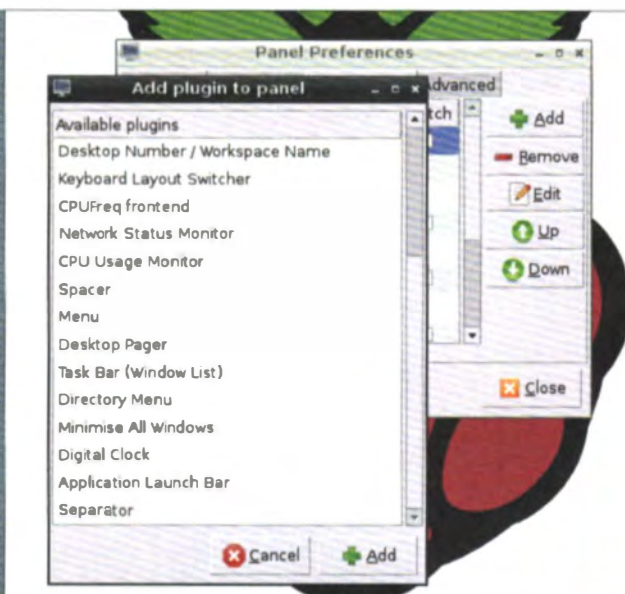 Panel Preferences
Add plugin to panel
Advanced
Available plugins
tch
Add
Desktop Number / Workspace Name
Remove
Keyboard Layout Switcher
Edit
CPUFreq frontend
Network Status Monitor
Up
CPU Usage Monitor
Down
Spacer
Menu
Desktop Pager
Task Bar (Window List)
Directory Menu
Close
Minimise All Windows
Digital Clock
Application Launch Bar
Separator
Cancel
Add